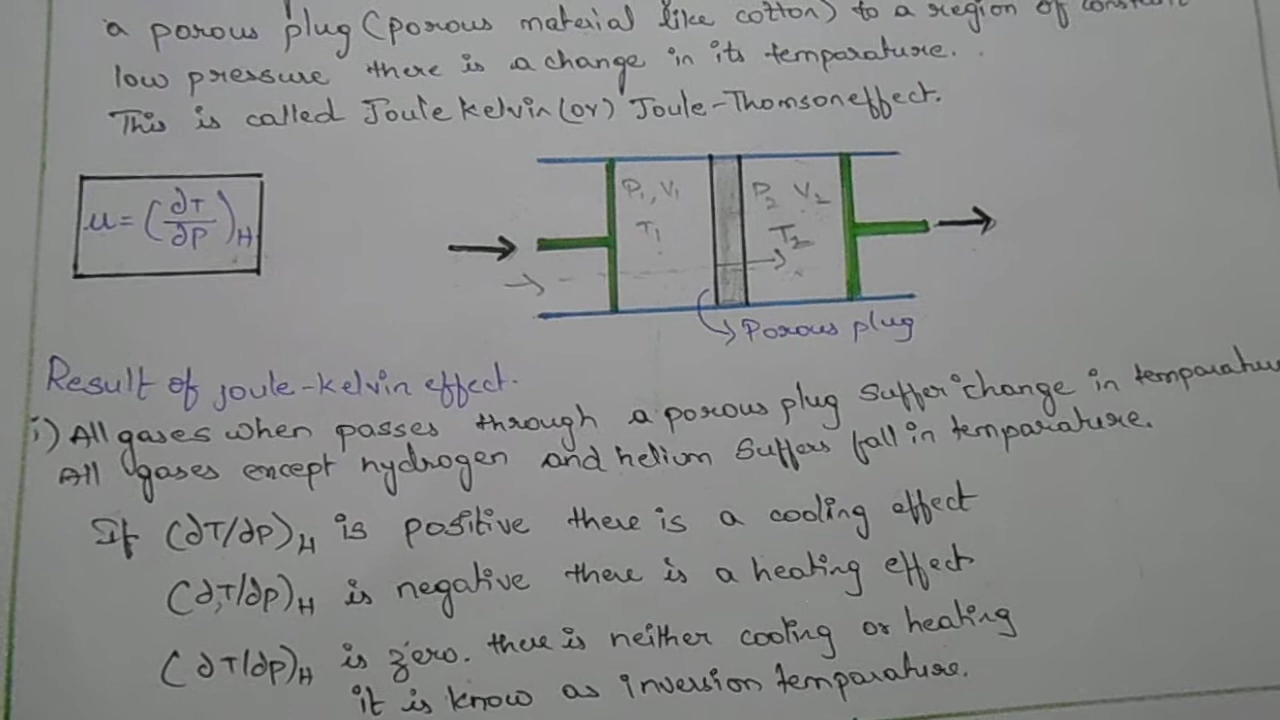 a porous plug (porous material like cotton) to a region of constant
low pressure there is a change in its temparature.
This is called Joule kelvin (or) Joule-Thomson effect.
u = (∂T/∂P)H
P1, V1
T1
P2 V2
T2
Porous plug
Result of joule-kelvin effect.
i) All gases when passes through a porous plug suffer change in temparature
All gases except hydrogen and helium suffers fall in temparature.
If (∂T/∂P)H is positive there is a cooling effect
(∂T/∂P)H is negative there is a heating effect
(∂T/∂P)H is zero. there is neither cooling or heating
it is know as inversion temparature.